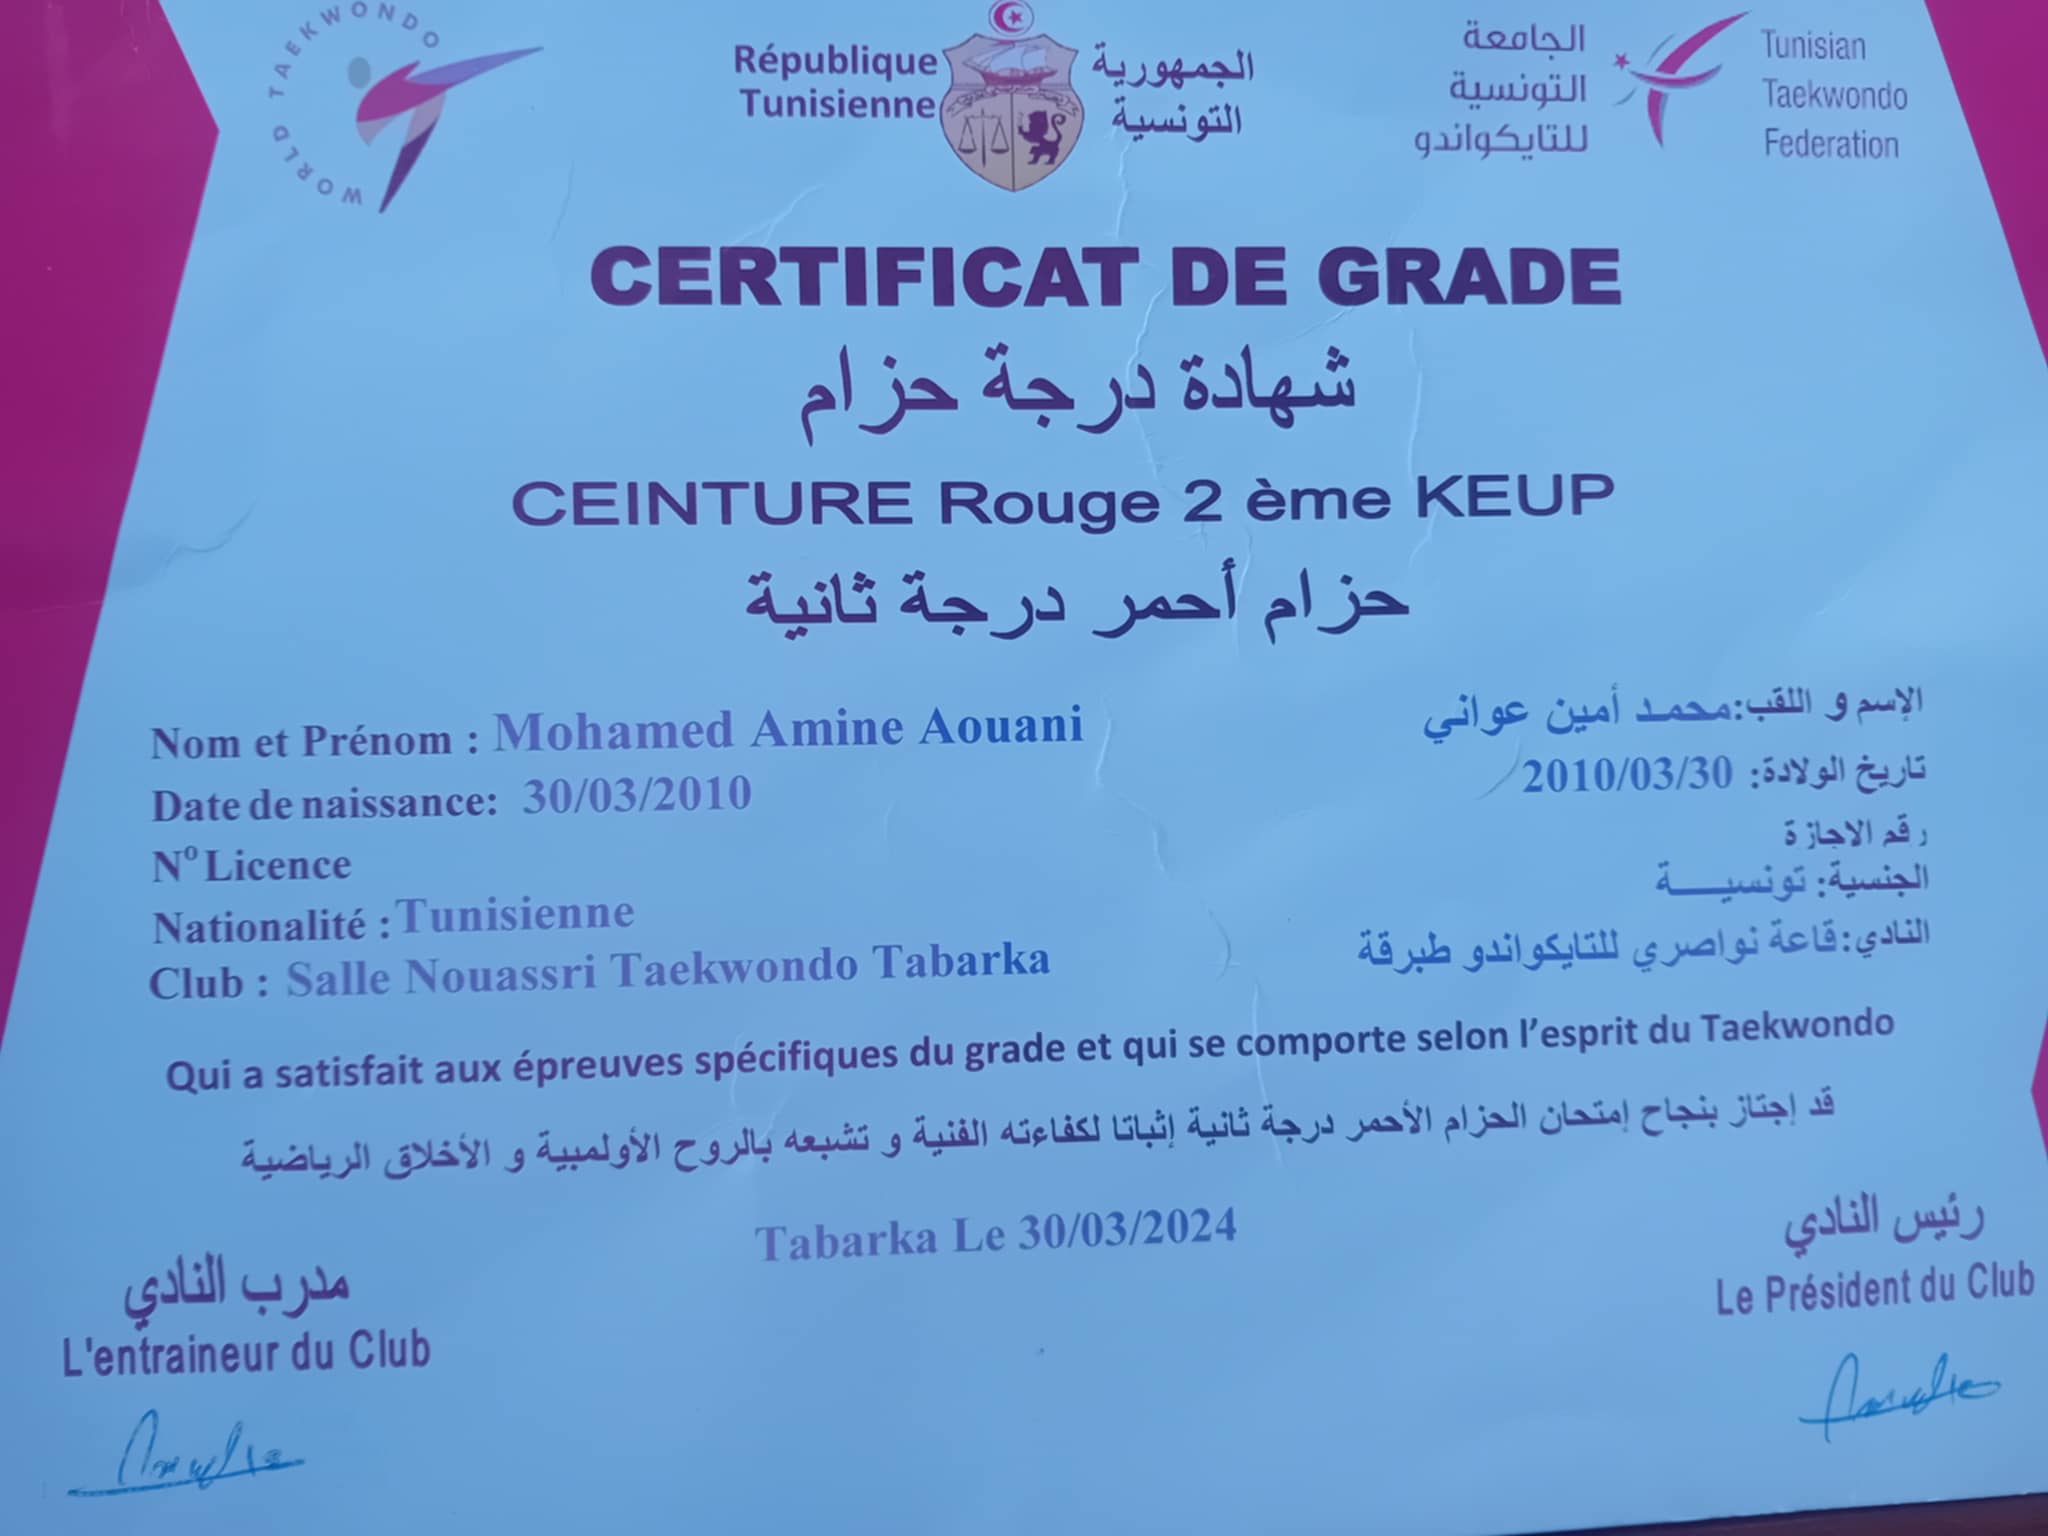 WORLD TAEKWONDO
République
Tunisienne
الجمهورية
التونسية
الجامعة
التونسية
للتايكواندو
Tunisian
Taekwondo
Federation
CERTIFICAT DE GRADE
شهادة درجة حزام
CEINTURE Rouge 2 ème KEUP
حزام أحمر درجة ثانية
Nom et Prénom : Mohamed Amine Aouani
الإسم و اللقب:محمد أمين عواني
Date de naissance: 30/03/2010
تاريخ الولادة: 2010/03/30
NºLicence
رقم الاجازة
Nationalité : Tunisienne
الجنسية: تونسيـــــة
Club : Salle Nouassri Taekwondo Tabarka
النادي:قاعة نواصري للتايكواندو طبرقة
Qui a satisfait aux épreuves spécifiques du grade et qui se comporte selon l’esprit du Taekwondo
قد إجتاز بنجاح إمتحان الحزام الأحمر درجة ثانية إثباتا لكفاءته الفنية و تشبعه بالروح الأولمبية و الأخلاق الرياضية
Tabarka Le 30/03/2024
رئيس النادي
Le Président du Club
مدرب النادي
L'entraineur du Club